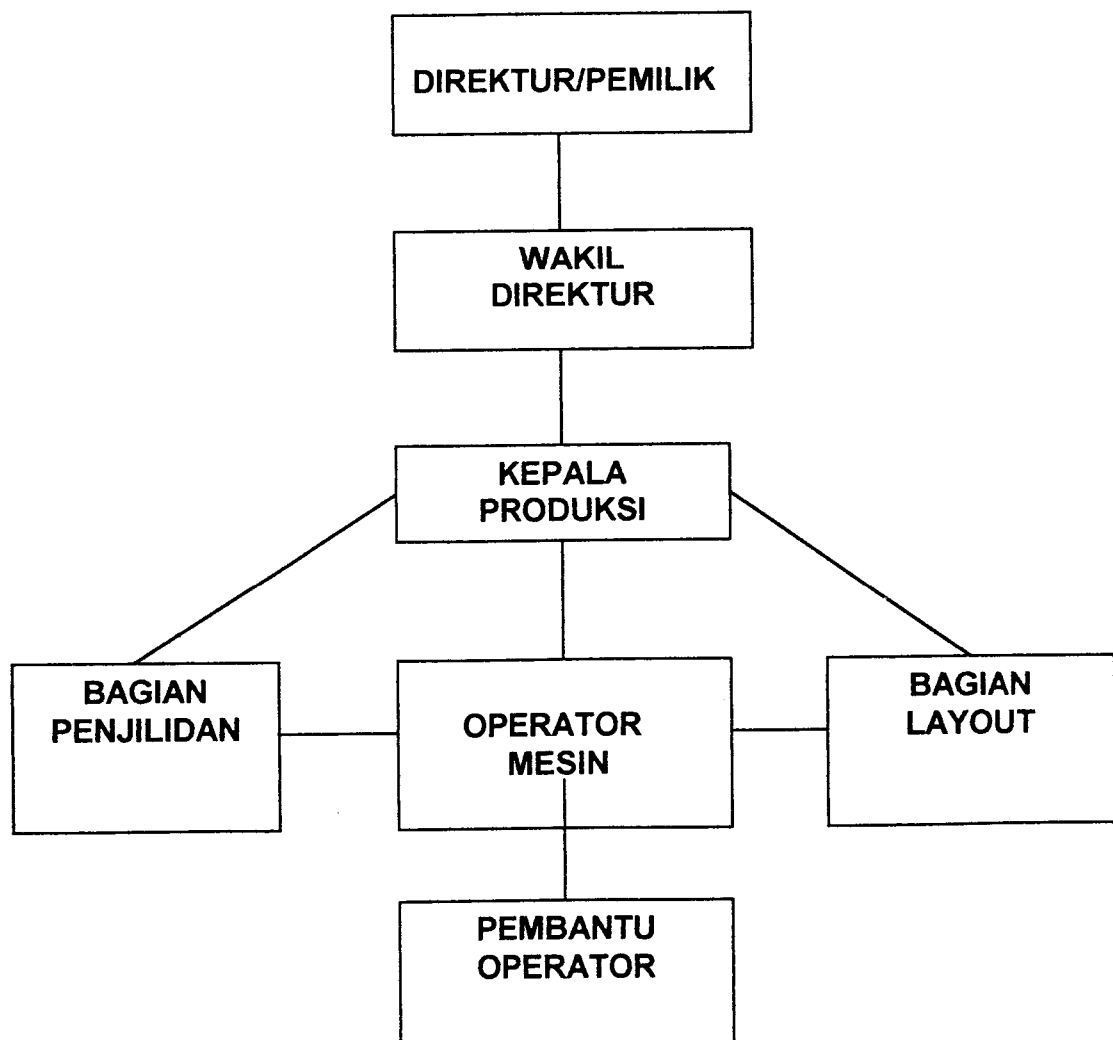 DIREKTUR/PEMILIK
WAKIL
DIREKTUR
KEPALA
PRODUKSI
BAGIAN
PENJILIDAN
OPERATOR
MESIN
BAGIAN
LAYOUT
PEMBANTU
OPERATOR